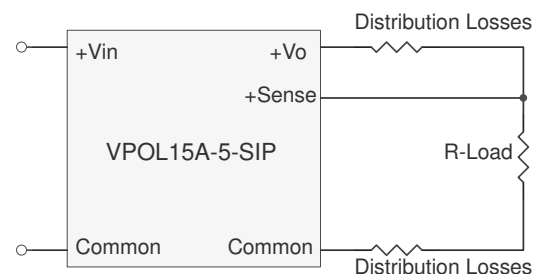 Distribution Losses
+Vin
+Vo
+Sense
VPOL15A-5-SIP
R-Load
Common
Common
Distribution Losses